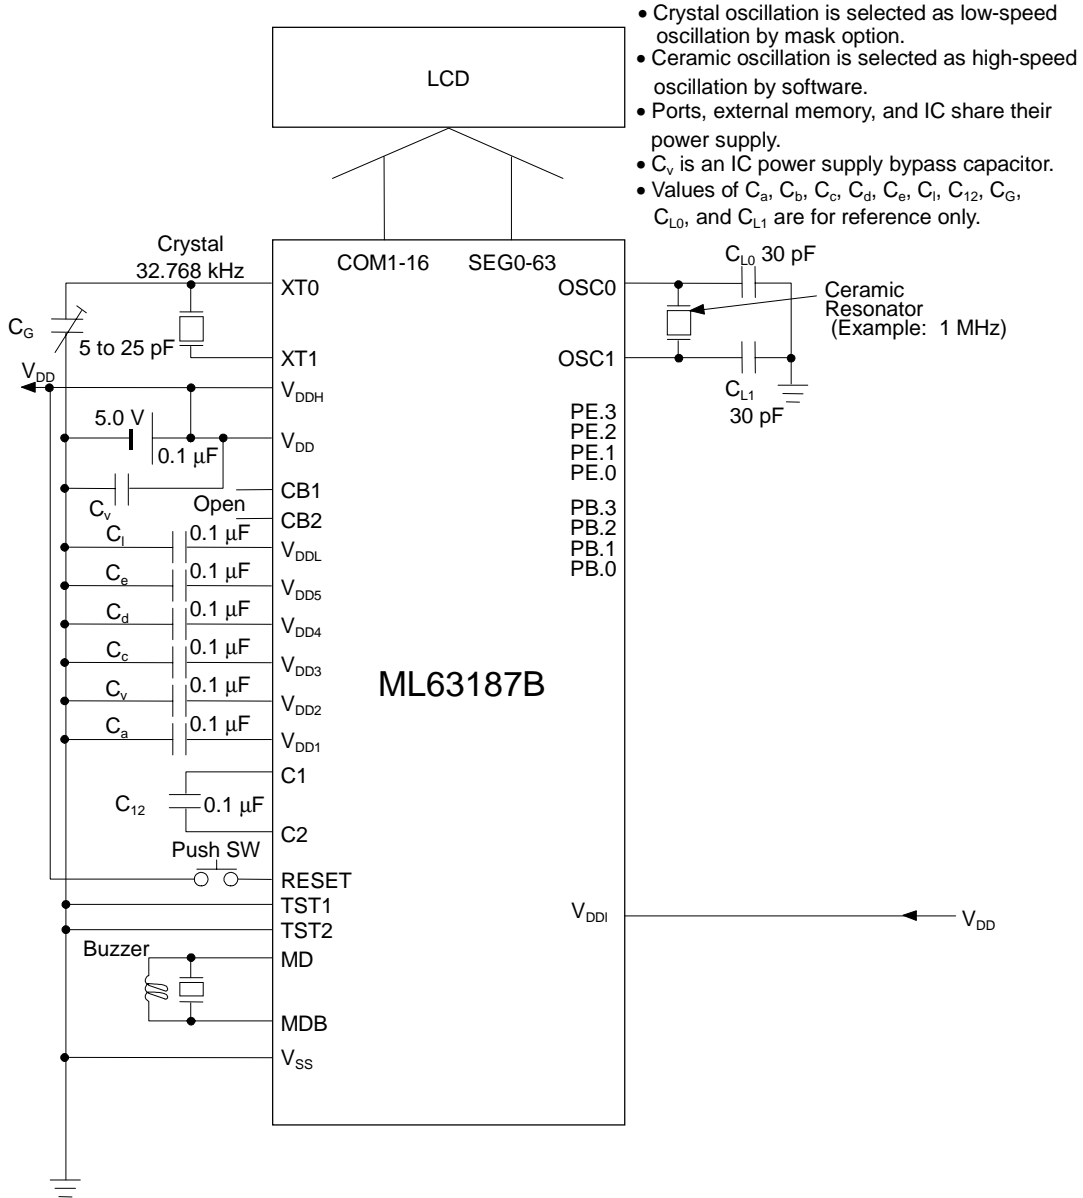 • Crystal oscillation is selected as low-speed
oscillation by mask option.
• Ceramic oscillation is selected as high-speed
oscillation by software.
• Ports, external memory, and IC share their
power supply.
• Cv is an IC power supply bypass capacitor.
• Values of Ca, Cb, Cc, Cd, Ce, Cl, C12, CG,
CL0, and CL1 are for reference only.
LCD
Crystal
32.768 kHz
COM1-16
SEG0-63
CL0 30 pF
XT0
OSC0
Ceramic
Resonator
(Example: 1 MHz)
CG
5 to 25 pF
XT1
OSC1
VDD
VDDH
CL1
30 pF
5.0 V
0.1 μF
VDD
PE.3
PE.2
PE.1
PE.0
Cv
Open
CB1
CB2
PB.3
PB.2
PB.1
PB.0
Cl
0.1 μF
VDDL
Ce
0.1 μF
VDD5
Cd
0.1 μF
VDD4
Cc
0.1 μF
VDD3
Cv
0.1 μF
VDD2
Ca
0.1 μF
VDD1
ML63187B
C1
C12
0.1 μF
C2
Push SW
RESET
TST1
TST2
VDDI
VDD
Buzzer
MD
MDB
VSS